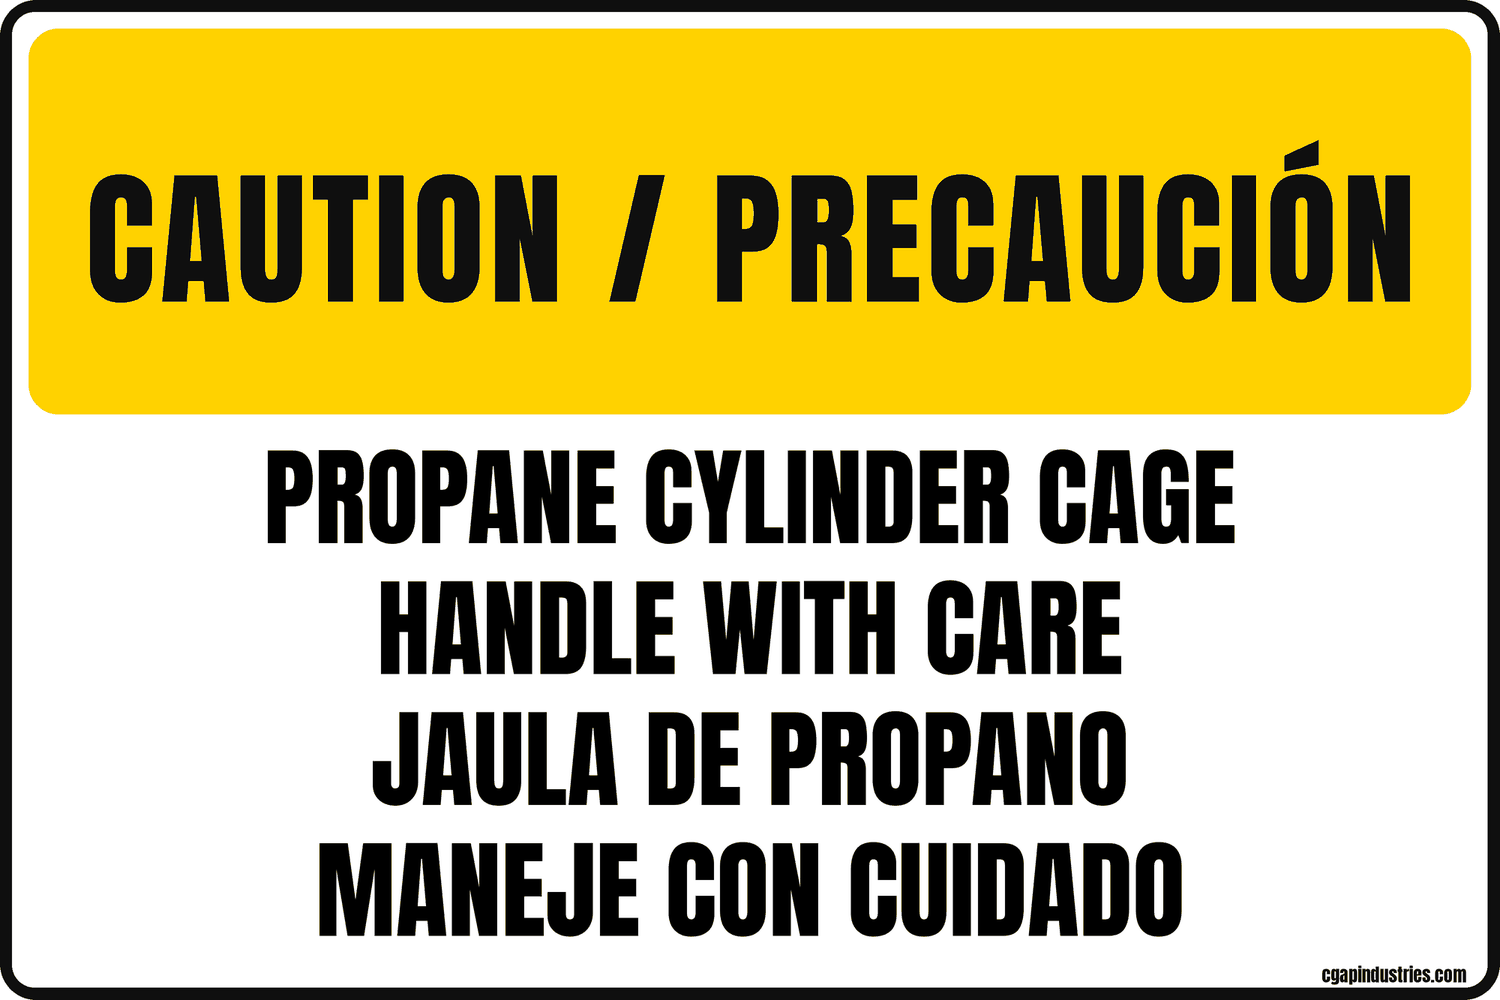 CAUTION / PRECAUCIÓN
PROPANE CYLINDER CAGE
HANDLE WITH CARE
JAULA DE PROPANO
MANEJE CON CUIDADO
cgapindustries.com